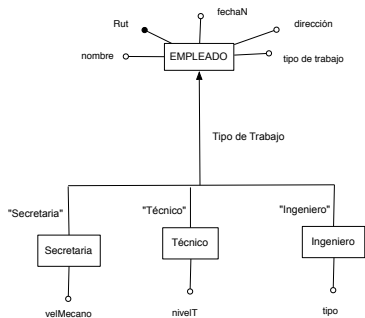 fechaN
Rut
dirección
nombre
EMPLEADO
tipo de trabajo
Tipo de Trabajo
"Secretaria"
"Técnico"
"Ingeniero"
Secretaria
Técnico
Ingeniero
velMecano
nivelT
tipo